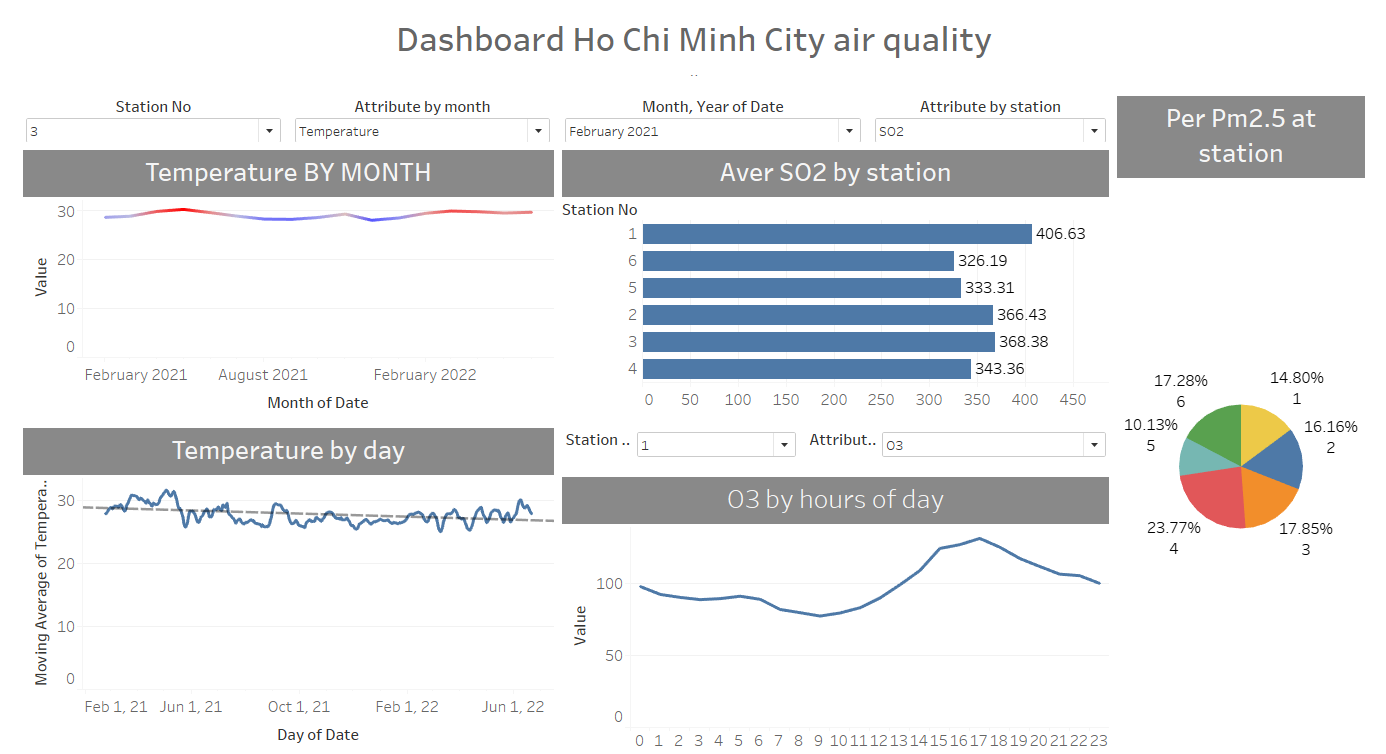 Dashboard Ho Chi Minh City air quality
..
Station No
Attribute by month
Month, Year of Date
Attribute by station
3
Temperature
February 2021
SO2
Per Pm2.5 at
station
Temperature BY MONTH
Value
30
20
10
0
February 2021 August 2021 February 2022
Month of Date
Aver SO2 by station
Station No
1 406.63
6 326.19
5 333.31
2 366.43
3 368.38
4 343.36
0 50 100 150 200 250 300 350 400 450
Temperature by day
Moving Average of Tempera..
30
20
10
0
Feb 1, 21 Jun 1, 21 Oct 1, 21 Feb 1, 22 Jun 1, 22
Day of Date
Station ..
1
Attribut..
O3
O3 by hours of day
Value
100
50
0
0 1 2 3 4 5 6 7 8 9 10 11 12 13 14 15 16 17 18 19 20 21 22 23
17.28%
6
14.80%
1
10.13%
5
16.16%
2
23.77%
4
17.85%
3